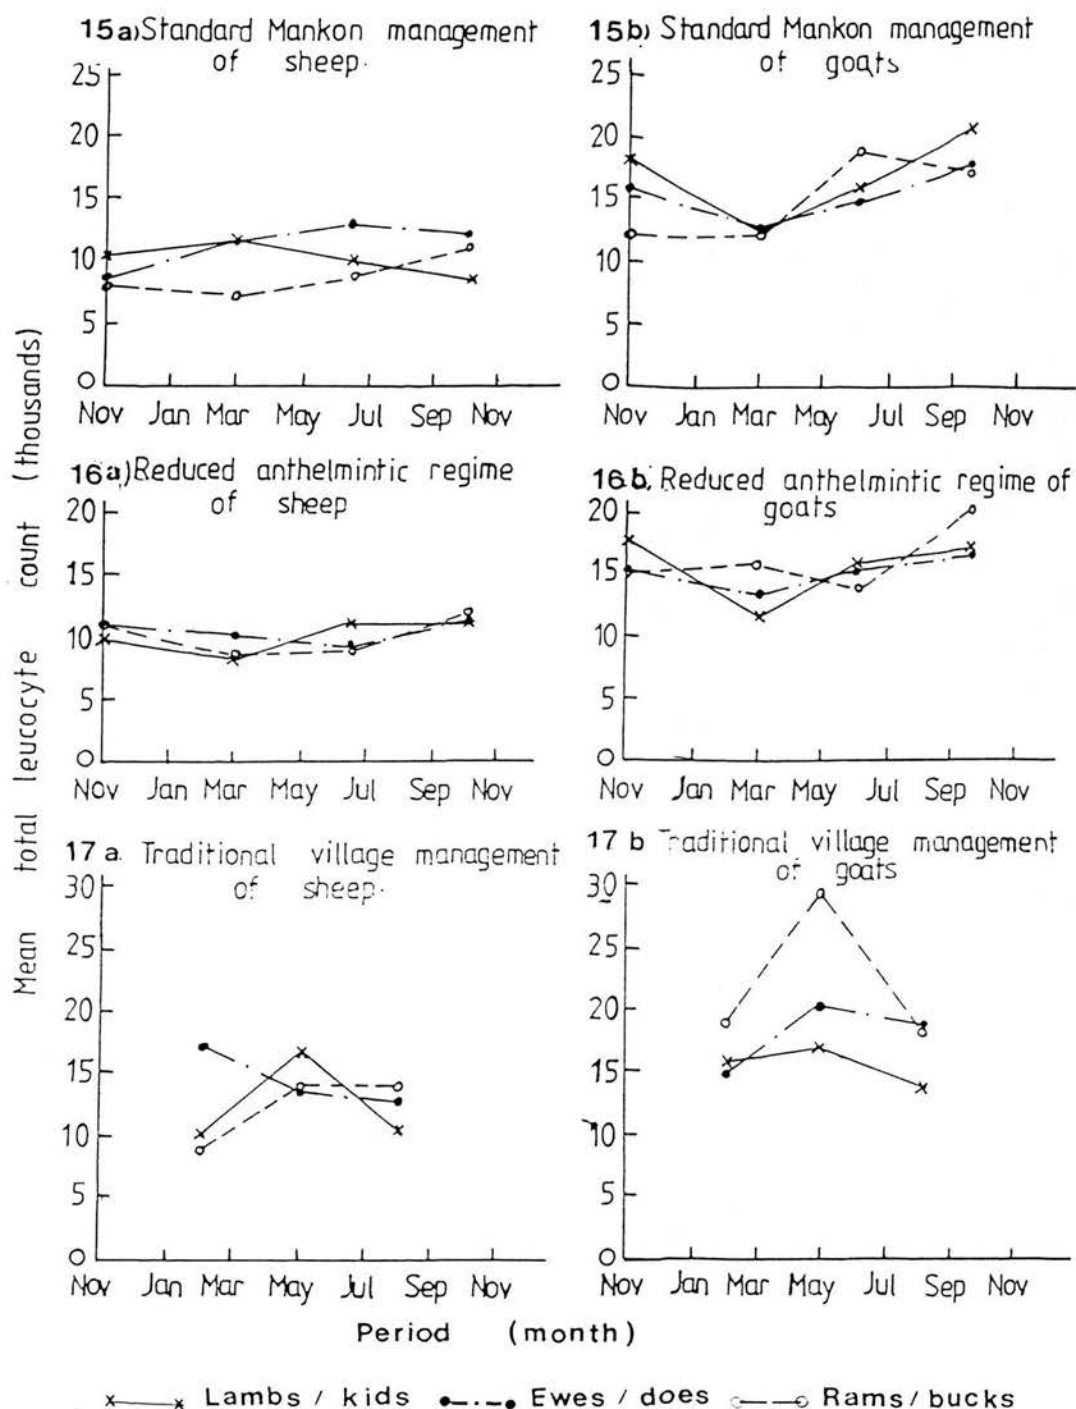 15a) Standard Mankon management
of sheep.
25
20
15
10
5
0
Nov Jan Mar May Jul Sep Nov
15b) Standard Mankon management
of goats
25
20
15
10
5
0
Nov Jan Mar May Jul Sep Nov
16a) Reduced anthelmintic regime
of sheep
20
15
10
5
0
Nov Jan Mar May Jul Sep Nov
16b. Reduced anthelmintic regime of
goats
20
15
10
5
0
Nov Jan Mar May Jul Sep Nov
17a. Traditional village management
of sheep.
30
25
20
15
10
5
0
Nov Jan Mar May Jul Sep Nov
17 b Traditional village management
of goats
30
25
20
15
10
5
0
Nov Jan Mar May Jul Sep Nov
Mean total leucocyte count (thousands)
Period (month)
Lambs / kids Ewes / does Rams / bucks